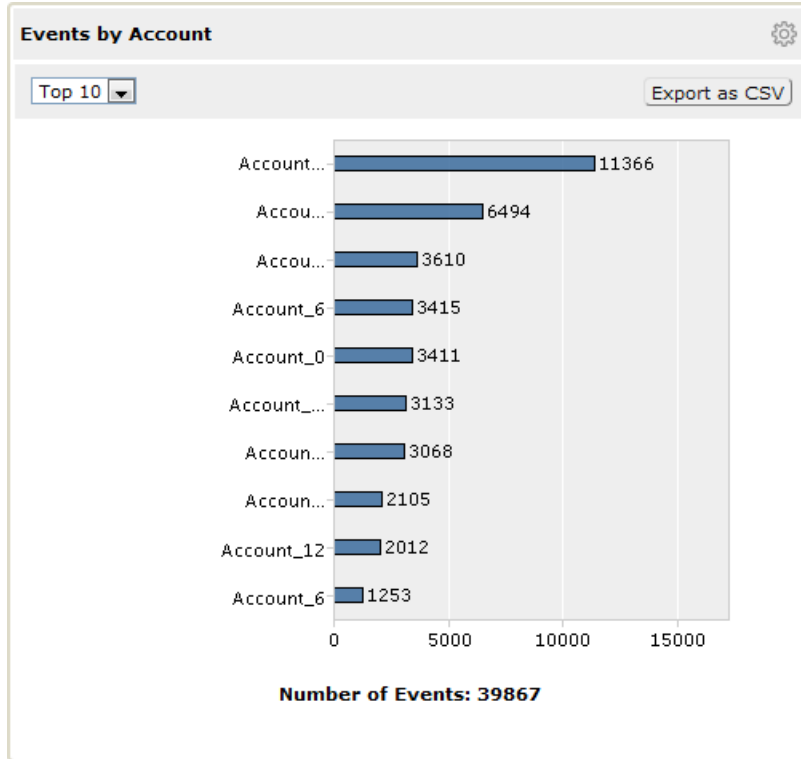 Events by Account
Top 10 Export as CSV
Account... 11366
Accou... 6494
Accou... 3610
Account_6 3415
Account_0 3411
Account_... 3133
Accoun... 3068
Accoun... 2105
Account_12 2012
Account_6 1253
0 5000 10000 15000
Number of Events: 39867